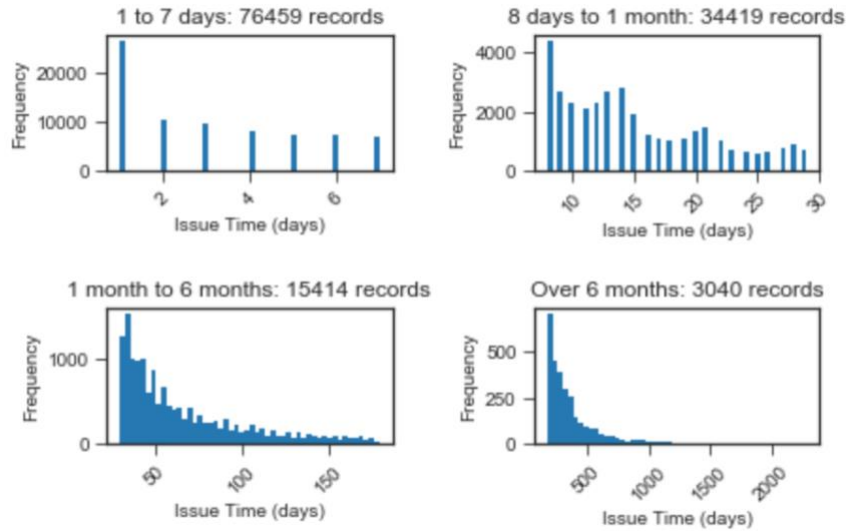 1 to 7 days: 76459 records
Frequency
20000
10000
0
2
4
6
Issue Time (days)
8 days to 1 month: 34419 records
Frequency
4000
2000
0
10
15
20
25
30
Issue Time (days)
1 month to 6 months: 15414 records
Frequency
1000
0
50
100
150
Issue Time (days)
Over 6 months: 3040 records
Frequency
500
250
0
500
1000
1500
2000
Issue Time (days)